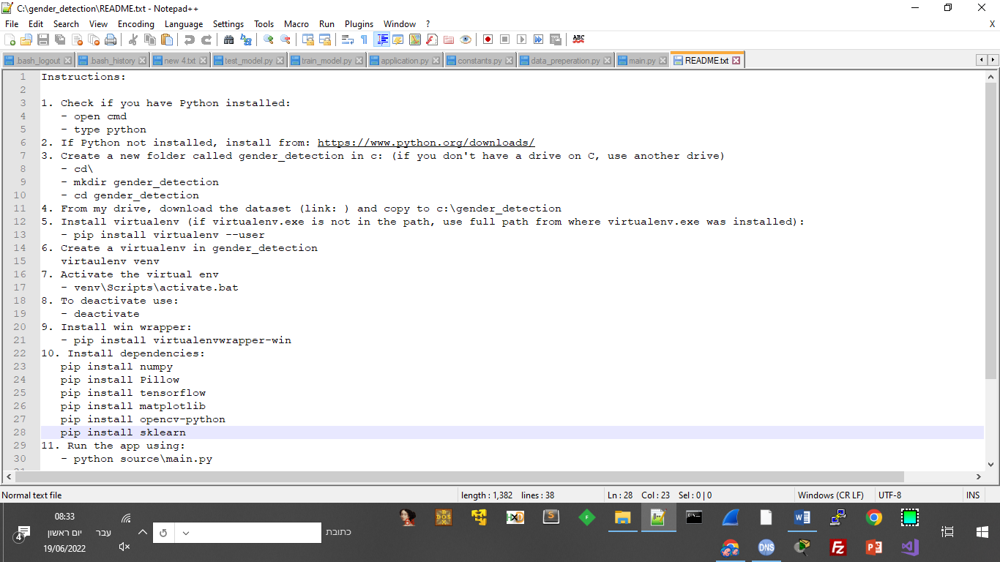 C:\gender_detection\README.txt - Notepad++
File Edit Search View Encoding Language Settings Tools Macro Run Plugins Window ? X
.bash_logout .bash_history new 4.txt test_model.py train_model.py application.py constants.py data_preperation.py main.py README.txt
1 Instructions:
2
3 1. Check if you have Python installed:
4 - open cmd
5 - type python
6 2. If Python not installed, install from: https://www.python.org/downloads/
7 3. Create a new folder called gender_detection in c: (if you don't have a drive on C, use another drive)
8 - cd\
9 - mkdir gender_detection
10 - cd gender_detection
11 4. From my drive, download the dataset (link: ) and copy to c:\gender_detection
12 5. Install virtualenv (if virtualenv.exe is not in the path, use full path from where virtualenv.exe was installed):
13 - pip install virtualenv --user
14 6. Create a virtualenv in gender_detection
15 virtaulenv venv
16 7. Activate the virtual env
17 - venv\Scripts\activate.bat
18 8. To deactivate use:
19 - deactivate
20 9. Install win wrapper:
21 - pip install virtualenvwrapper-win
22 10. Install dependencies:
23 pip install numpy
24 pip install Pillow
25 pip install tensorflow
26 pip install matplotlib
27 pip install opencv-python
28 pip install sklearn
29 11. Run the app using:
30 - python source\main.py
Normal text file length : 1,382 lines : 38 Ln : 28 Col : 23 Sel : 0 | 0 Windows (CR LF) UTF-8 INS
08:33
יום ראשון
19/06/2022
4
עבר
כתובת
DNS